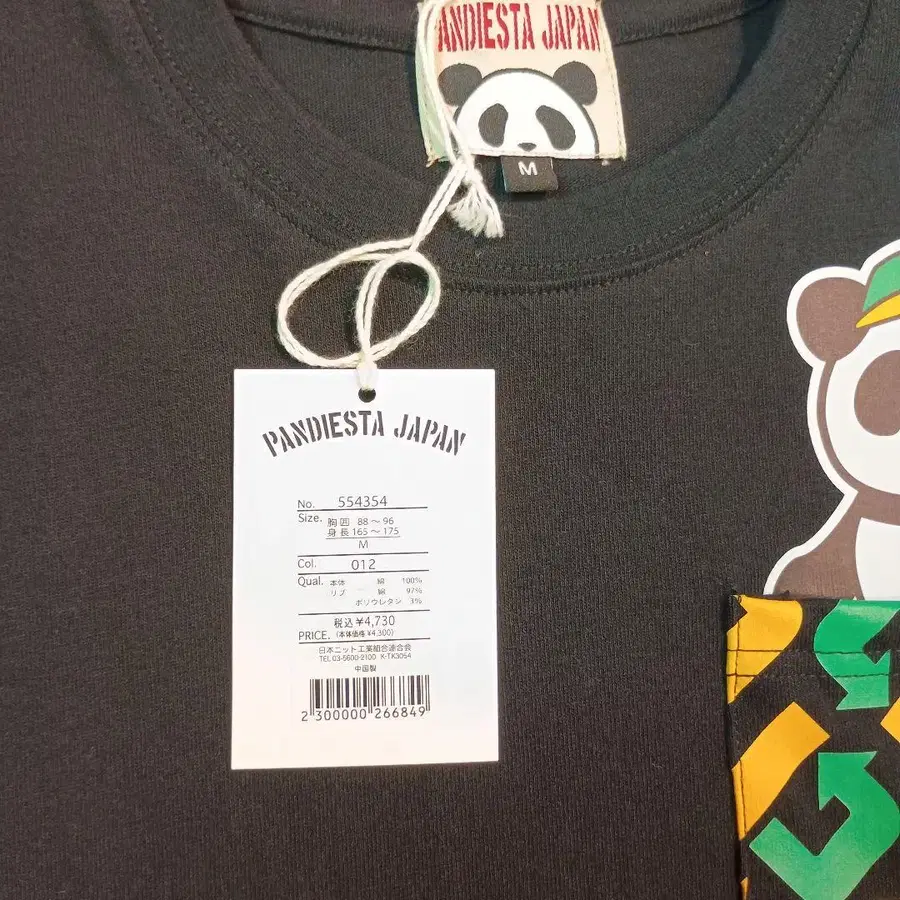 ANDIESTA JAPAN
M
PANDIESTA JAPAN
No. 554354
Size. 胸囲 88〜96
身長 165〜175
M
Col. 012
Qual. 本体 綿 100%
リブ 綿 97%
ポリウレタン 3%
税込 ¥4,730
PRICE. (本体価格 ¥4,300)
日本ニット工業組合連合会
TEL 03-5600-2100 K-TK3054
中国製
2 300000 266849